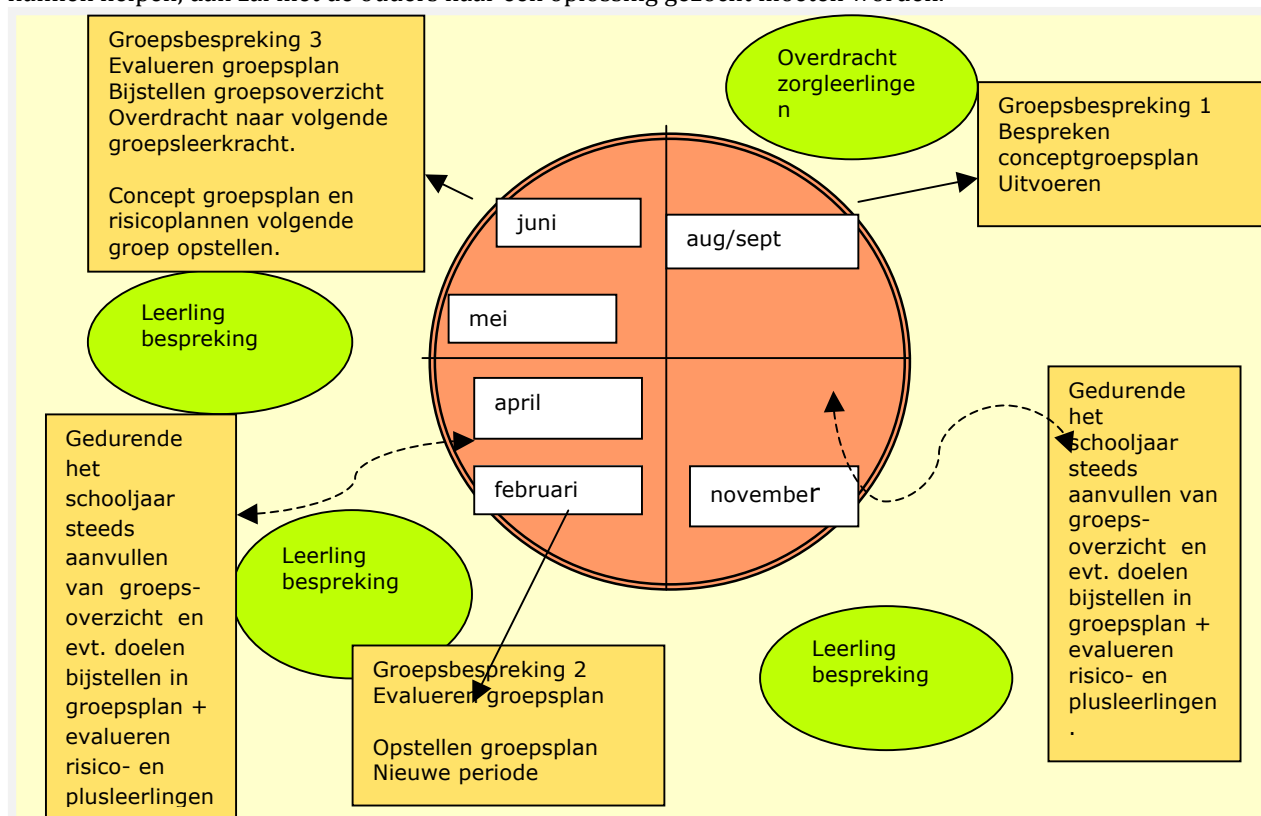 Groepsbespreking 3
Evalueren groepsplan
Bijstellen groepsoverzicht
Overdracht naar volgende
groepsleerkracht.
Concept groepsplan en
risicoplannen volgende
groep opstellen.
Overdracht
zorgleerlinge
n
Groepsbespreking 1
Bespreken
conceptgroepsplan
Uitvoeren
juni
aug/sept
mei
april
februari
november
Leerling
bespreking
Gedurende
het
schooljaar
steeds
aanvullen
van groeps-
overzicht en
evt. doelen
bijstellen in
groepsplan +
evalueren
risico- en
plusleerlingen
Leerling
bespreking
Groepsbespreking 2
Evalueren groepsplan
Opstellen groepsplan
Nieuwe periode
Leerling
bespreking
Gedurende
het
schooljaar
steeds
aanvullen van
groeps-
overzicht en
evt. doelen
bijstellen in
groepsplan +
evalueren
risico- en
plusleerlingen
.